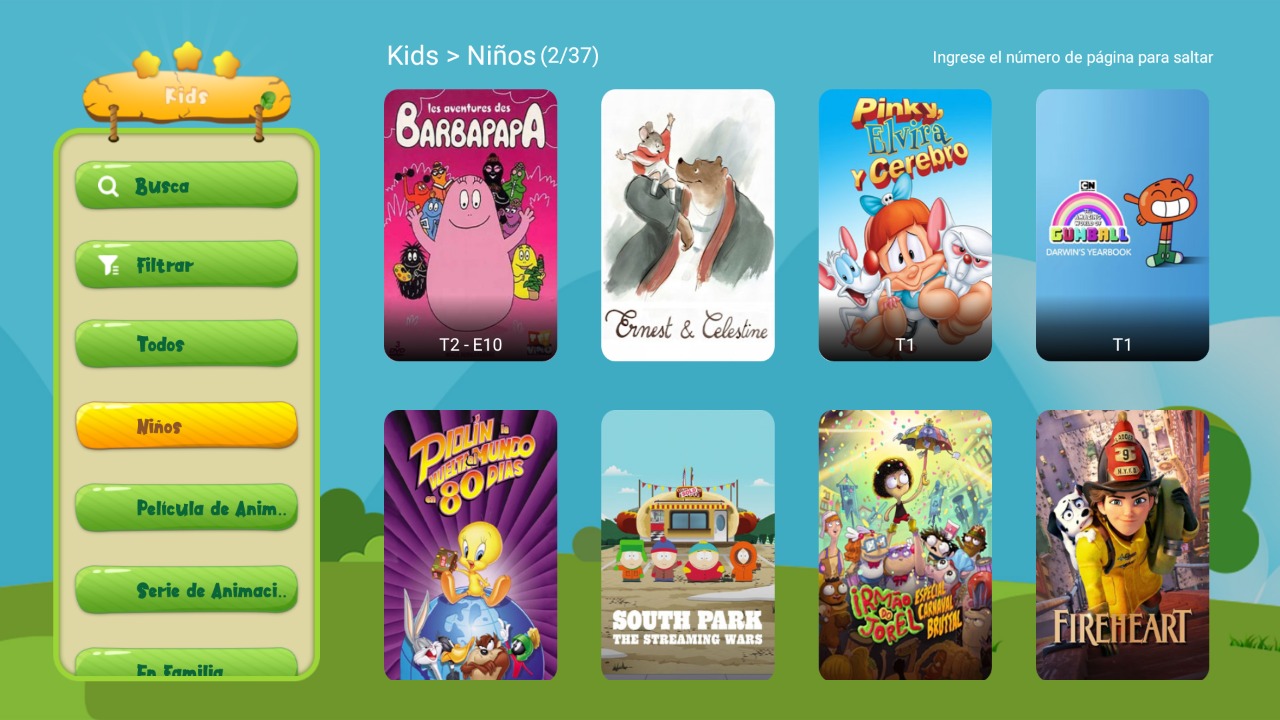 Kids
Busca
Filtrar
Todos
Niños
Película de Anim..
Serie de Animaci..
En Familia
Kids > Niños (2/37)
Ingrese el número de página para saltar
les aventures des
BARBAPAPA
T2 - E10
Ernest & Celestine
Pinky,
Elvira
y Cerebro
T1
CN
THE
AMAZING
WORLD OF
GUMBALL
DARWIN'S YEARBOOK
T1
PIOLÍN la
VUELTA al MUNDO
en 80 DÍAS
SOUTH PARK
THE STREAMING WARS
IRMÃO
do
JOREL
ESPECIAL
CARNAVAL
BRUTTAL
9
H.Y.F.D.
FIREHEART